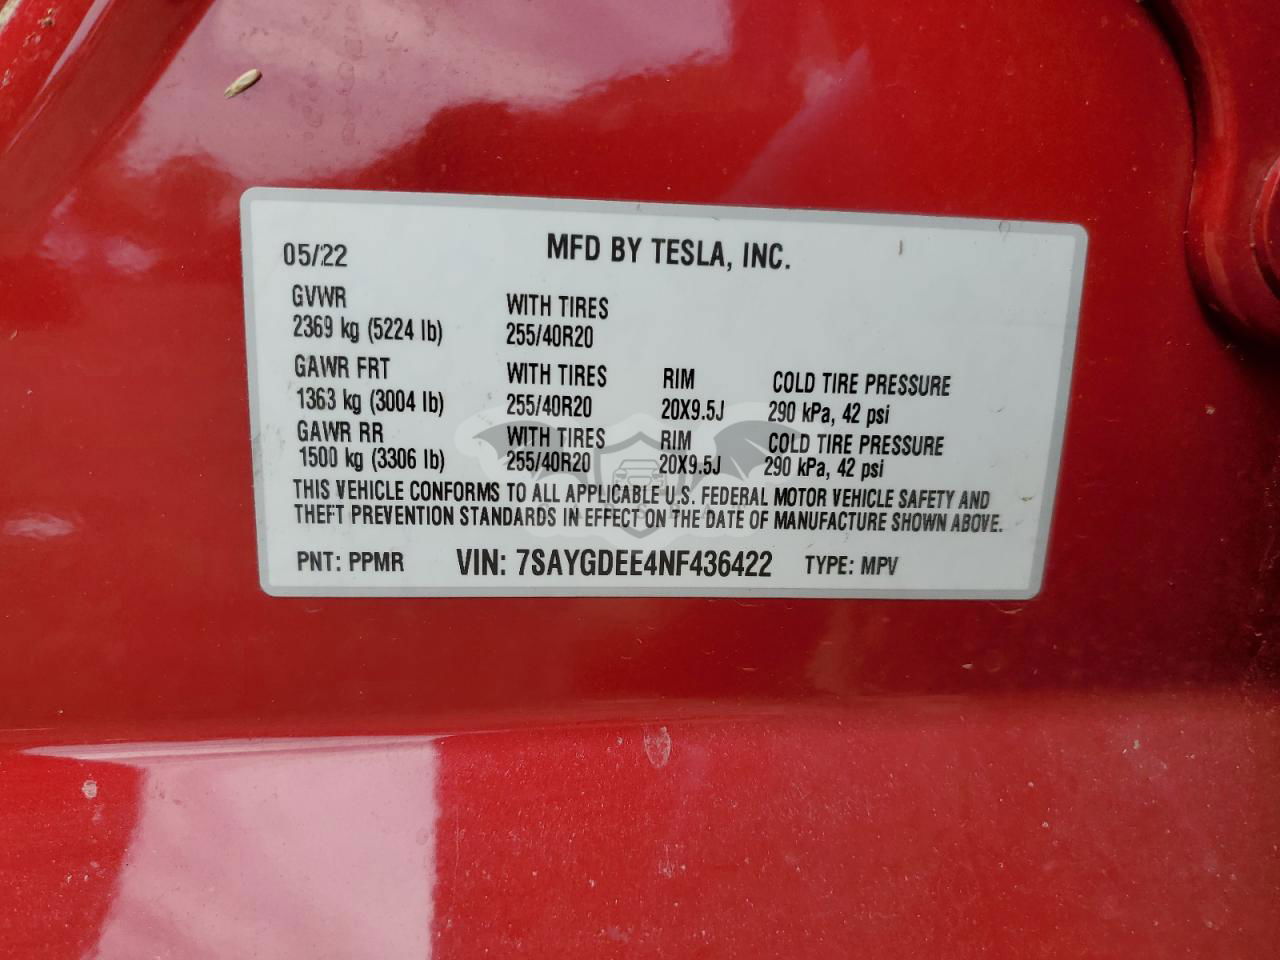 05/22 MFD BY TESLA, INC.
GVWR WITH TIRES
2369 kg (5224 lb) 255/40R20
GAWR FRT WITH TIRES RIM COLD TIRE PRESSURE
1363 kg (3004 lb) 255/40R20 20X9.5J 290 kPa, 42 psi
GAWR RR WITH TIRES RIM COLD TIRE PRESSURE
1500 kg (3306 lb) 255/40R20 20X9.5J 290 kPa, 42 psi
THIS VEHICLE CONFORMS TO ALL APPLICABLE U.S. FEDERAL MOTOR VEHICLE SAFETY AND
THEFT PREVENTION STANDARDS IN EFFECT ON THE DATE OF MANUFACTURE SHOWN ABOVE.
PNT: PPMR VIN: 7SAYGDEE4NF436422 TYPE: MPV